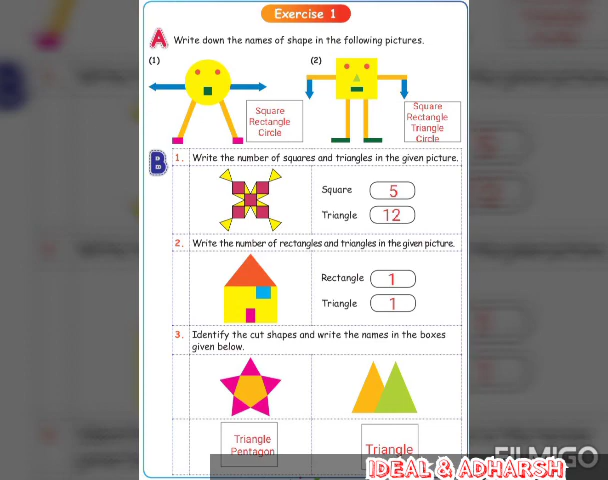 Exercise 1
A Write down the names of shape in the following pictures.
(1)
(2)
Square
Rectangle
Circle
Square
Rectangle
Triangle
Circle
B
1. Write the number of squares and triangles in the given picture.
Square 5
Triangle 12
2. Write the number of rectangles and triangles in the given picture.
Rectangle 1
Triangle 1
3. Identify the cut shapes and write the names in the boxes
given below.
Triangle
Pentagon
Triangle
FILMIGO
IDEAL & ADHARSH